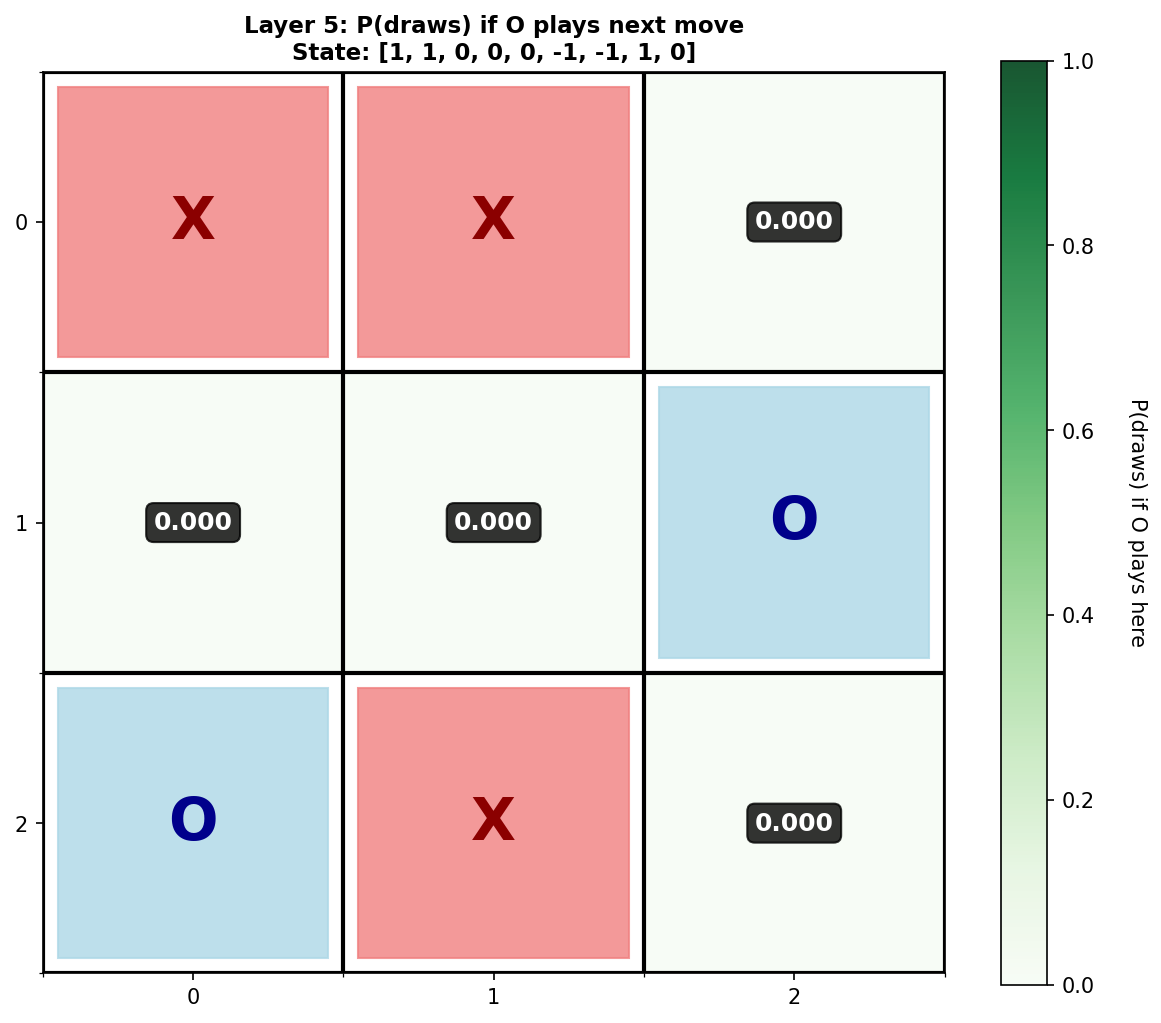 Layer 5: P(draws) if O plays next move
State: [1, 1, 0, 0, 0, -1, -1, 1, 0]
0
X
X
0.000
1
0.000
0.000
O
2
O
X
0.000
0
1
2
1.0
0.8
0.6
0.4
0.2
0.0
P(draws) if O plays here